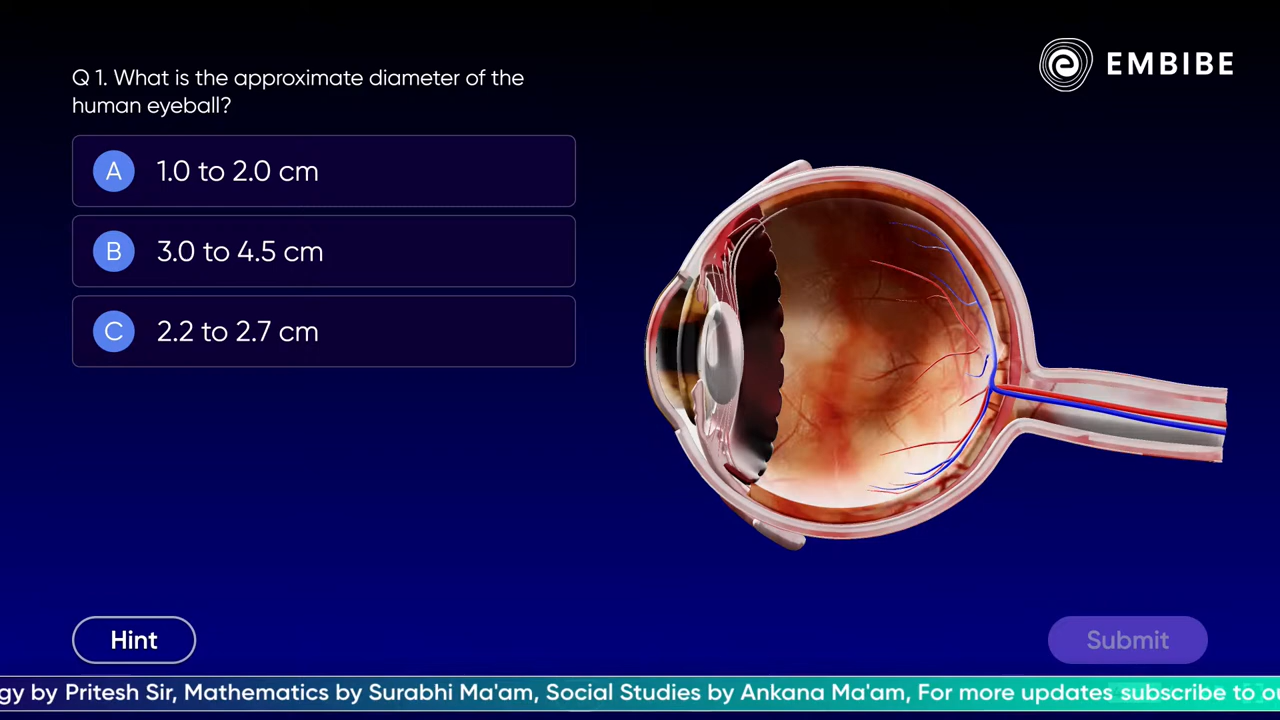 EMBIBE
Q 1. What is the approximate diameter of the
human eyeball?
A 1.0 to 2.0 cm
B 3.0 to 4.5 cm
C 2.2 to 2.7 cm
Hint
Submit
gy by Pritesh Sir, Mathematics by Surabhi Ma'am, Social Studies by Ankana Ma'am, For more updates subscribe to ou